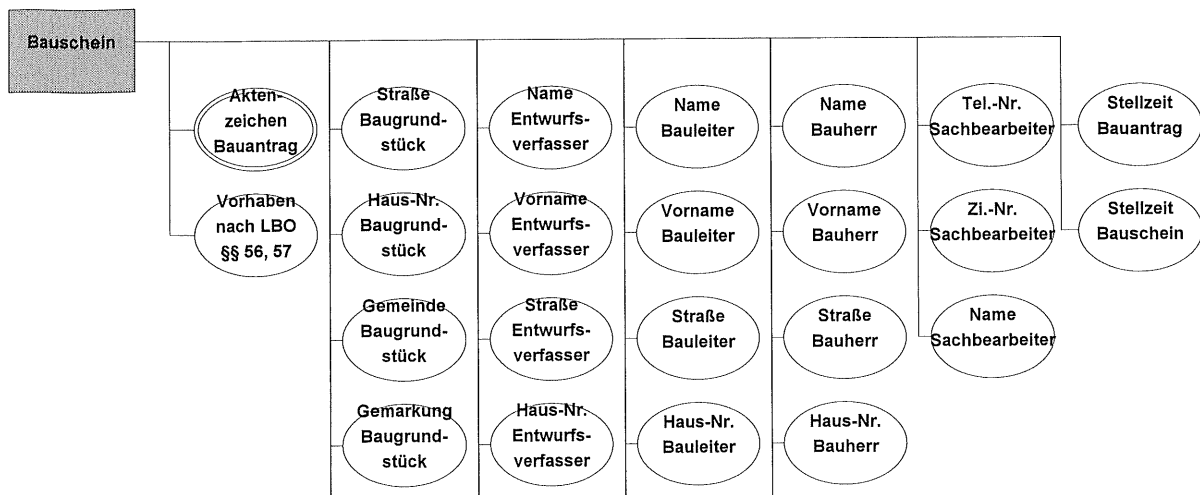 Bauschein
Akten-
zeichen
Bauantrag
Vorhaben
nach LBO
§§ 56, 57
Straße
Baugrund-
stück
Haus-Nr.
Baugrund-
stück
Gemeinde
Baugrund-
stück
Gemarkung
Baugrund-
stück
Name
Entwurfs-
verfasser
Vorname
Entwurfs-
verfasser
Straße
Entwurfs-
verfasser
Haus-Nr.
Entwurfs-
verfasser
Name
Bauleiter
Vorname
Bauleiter
Straße
Bauleiter
Haus-Nr.
Bauleiter
Name
Bauherr
Vorname
Bauherr
Straße
Bauherr
Haus-Nr.
Bauherr
Tel.-Nr.
Sachbearbeiter
Zi.-Nr.
Sachbearbeiter
Name
Sachbearbeiter
Stellzeit
Bauantrag
Stellzeit
Bauschein